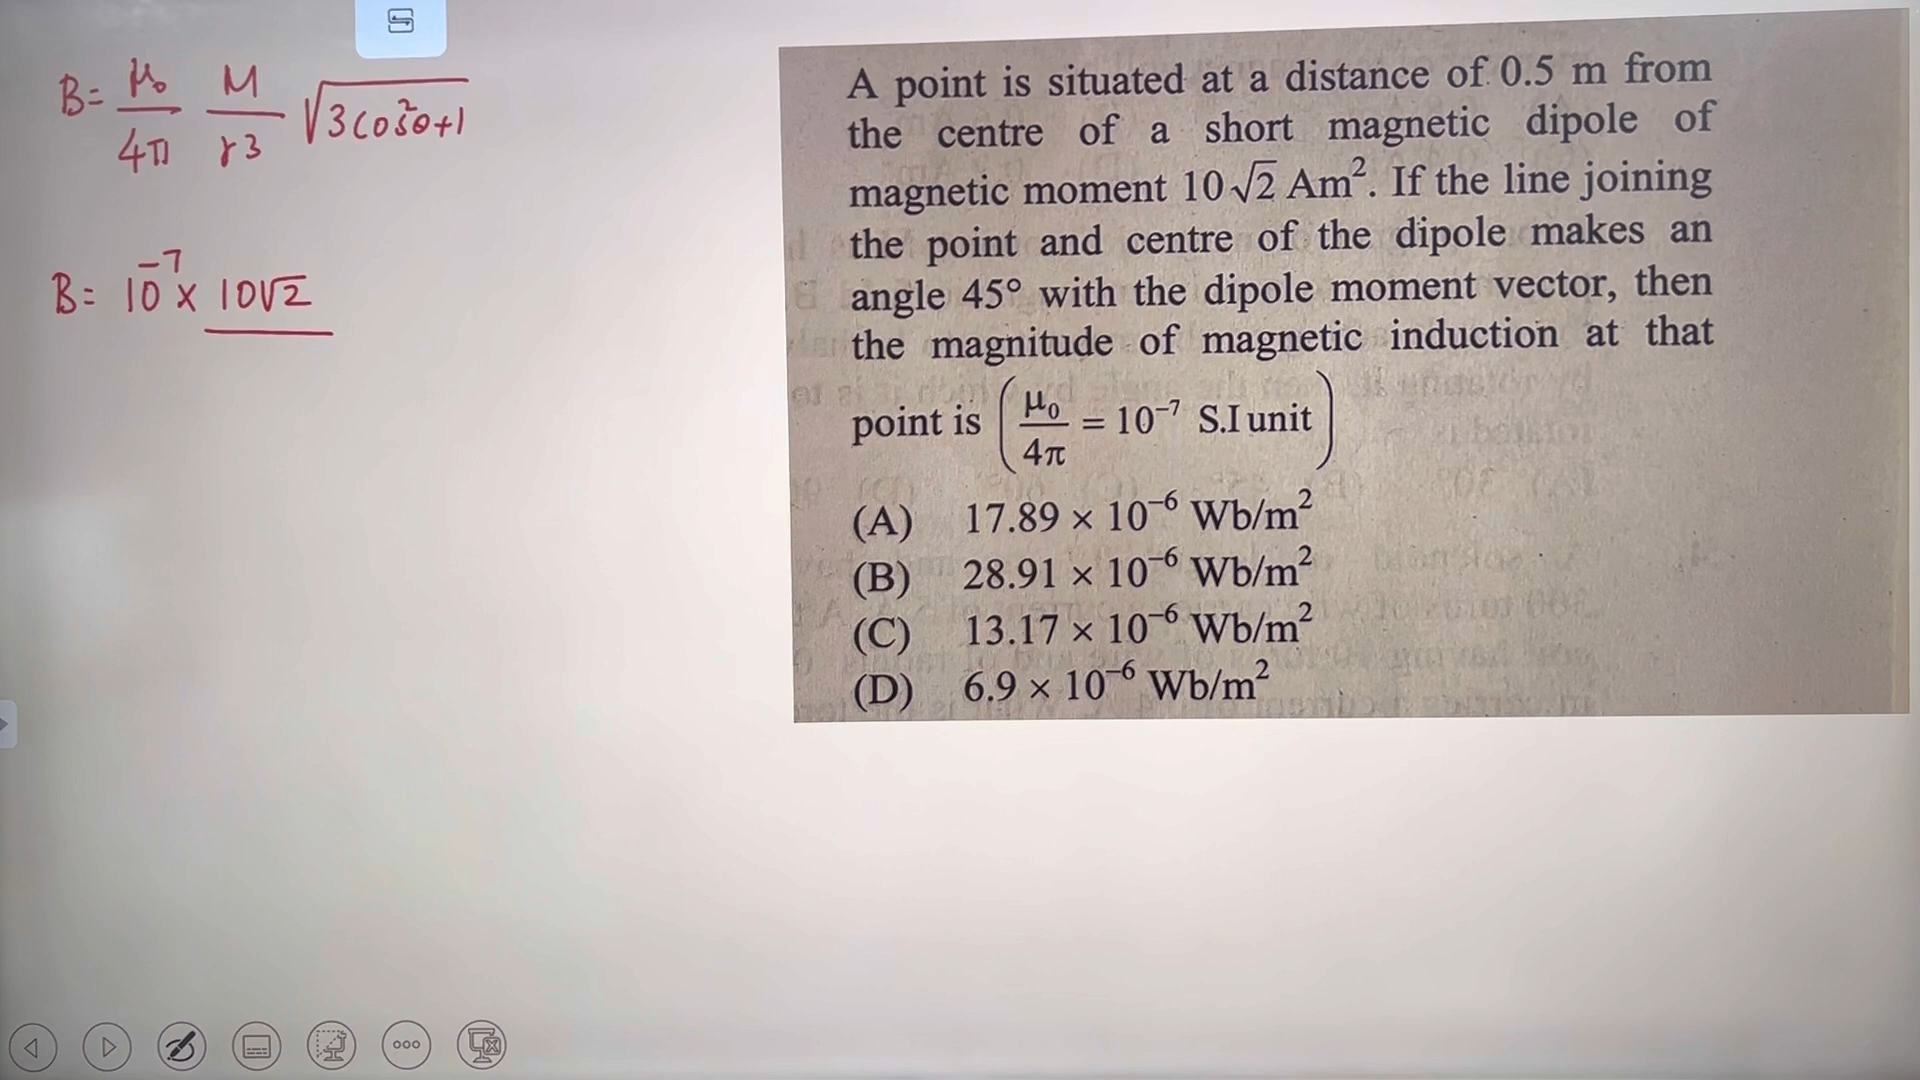 B = μ₀/4π M/r3 √3cos²θ+1
B = 10⁻⁷ × 10√2
A point is situated at a distance of 0.5 m from
the centre of a short magnetic dipole of
magnetic moment 10√2 Am². If the line joining
the point and centre of the dipole makes an
angle 45° with the dipole moment vector, then
the magnitude of magnetic induction at that
point is (μ₀/4π = 10⁻⁷ S.I unit)
(A) 17.89 × 10⁻⁶ Wb/m²
(B) 28.91 × 10⁻⁶ Wb/m²
(C) 13.17 × 10⁻⁶ Wb/m²
(D) 6.9 × 10⁻⁶ Wb/m²